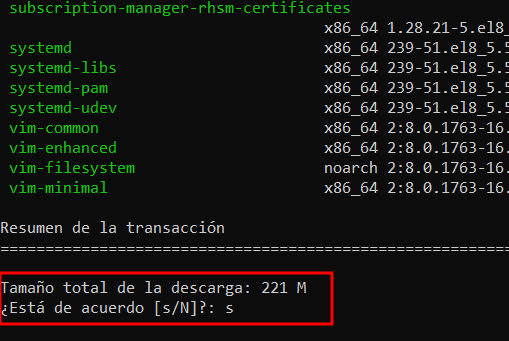 subscription-manager-rhsm-certificates
x86_64 1.28.21-5.el8_
systemd x86_64 239-51.el8_5.5
systemd-libs x86_64 239-51.el8_5.5
systemd-pam x86_64 239-51.el8_5.5
systemd-udev x86_64 239-51.el8_5.5
vim-common x86_64 2:8.0.1763-16.
vim-enhanced x86_64 2:8.0.1763-16.
vim-filesystem noarch 2:8.0.1763-16.
vim-minimal x86_64 2:8.0.1763-16.
Resumen de la transacción
=========================================================
Tamaño total de la descarga: 221 M
¿Está de acuerdo [s/N]?: s